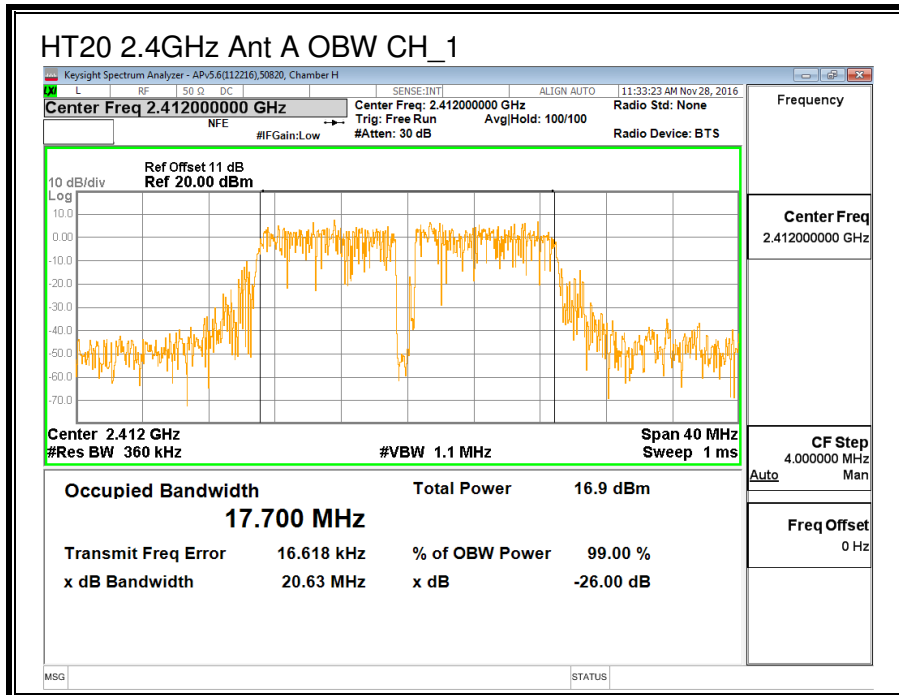 HT20 2.4GHz Ant A OBW CH_1
Keysight Spectrum Analyzer - APv5.6(112216),50820, Chamber H
LXI L RF 50 Ω DC SENSE:INT ALIGN AUTO 11:33:23 AM Nov 28, 2016
Center Freq 2.412000000 GHz
NFE
#IFGain:Low
Center Freq: 2.412000000 GHz
Trig: Free Run Avg|Hold: 100/100
#Atten: 30 dB
Radio Std: None
Radio Device: BTS
Ref Offset 11 dB
10 dB/div Ref 20.00 dBm
Log
10.0
0.00
-10.0
-20.0
-30.0
-40.0
-50.0
-60.0
-70.0
Center 2.412 GHz Span 40 MHz
#Res BW 360 kHz #VBW 1.1 MHz Sweep 1 ms
Occupied Bandwidth Total Power 16.9 dBm
17.700 MHz
Transmit Freq Error 16.618 kHz % of OBW Power 99.00 %
x dB Bandwidth 20.63 MHz x dB -26.00 dB
Frequency
Center Freq
2.412000000 GHz
CF Step
4.000000 MHz
Auto Man
Freq Offset
0 Hz
MSG STATUS